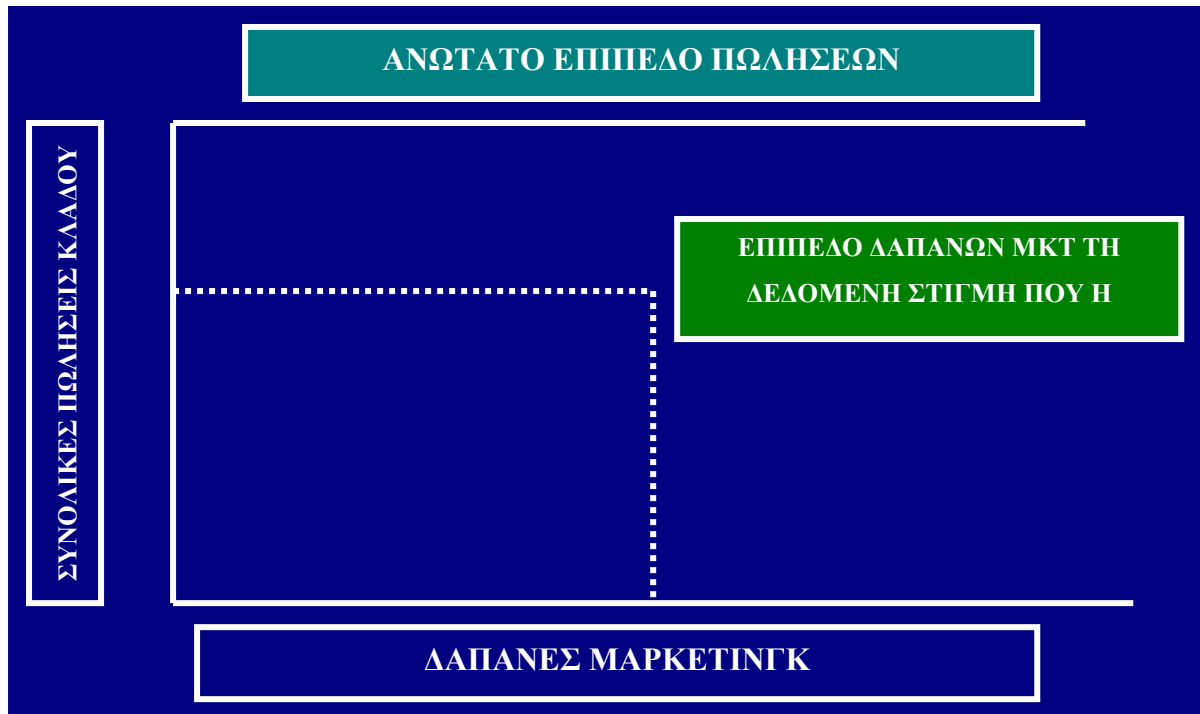 ΑΝΩΤΑΤΟ ΕΠΙΠΕΔΟ ΠΩΛΗΣΕΩΝ
ΣΥΝΟΛΙΚΕΣ ΠΩΛΗΣΕΙΣ ΚΛΑΔΟΥ
ΕΠΙΠΕΔΟ ΔΑΠΑΝΩΝ ΜΚΤ ΤΗ
ΔΕΔΟΜΕΝΗ ΣΤΙΓΜΗ ΠΟΥ Η
ΔΑΠΑΝΕΣ ΜΑΡΚΕΤΙΝΓΚ